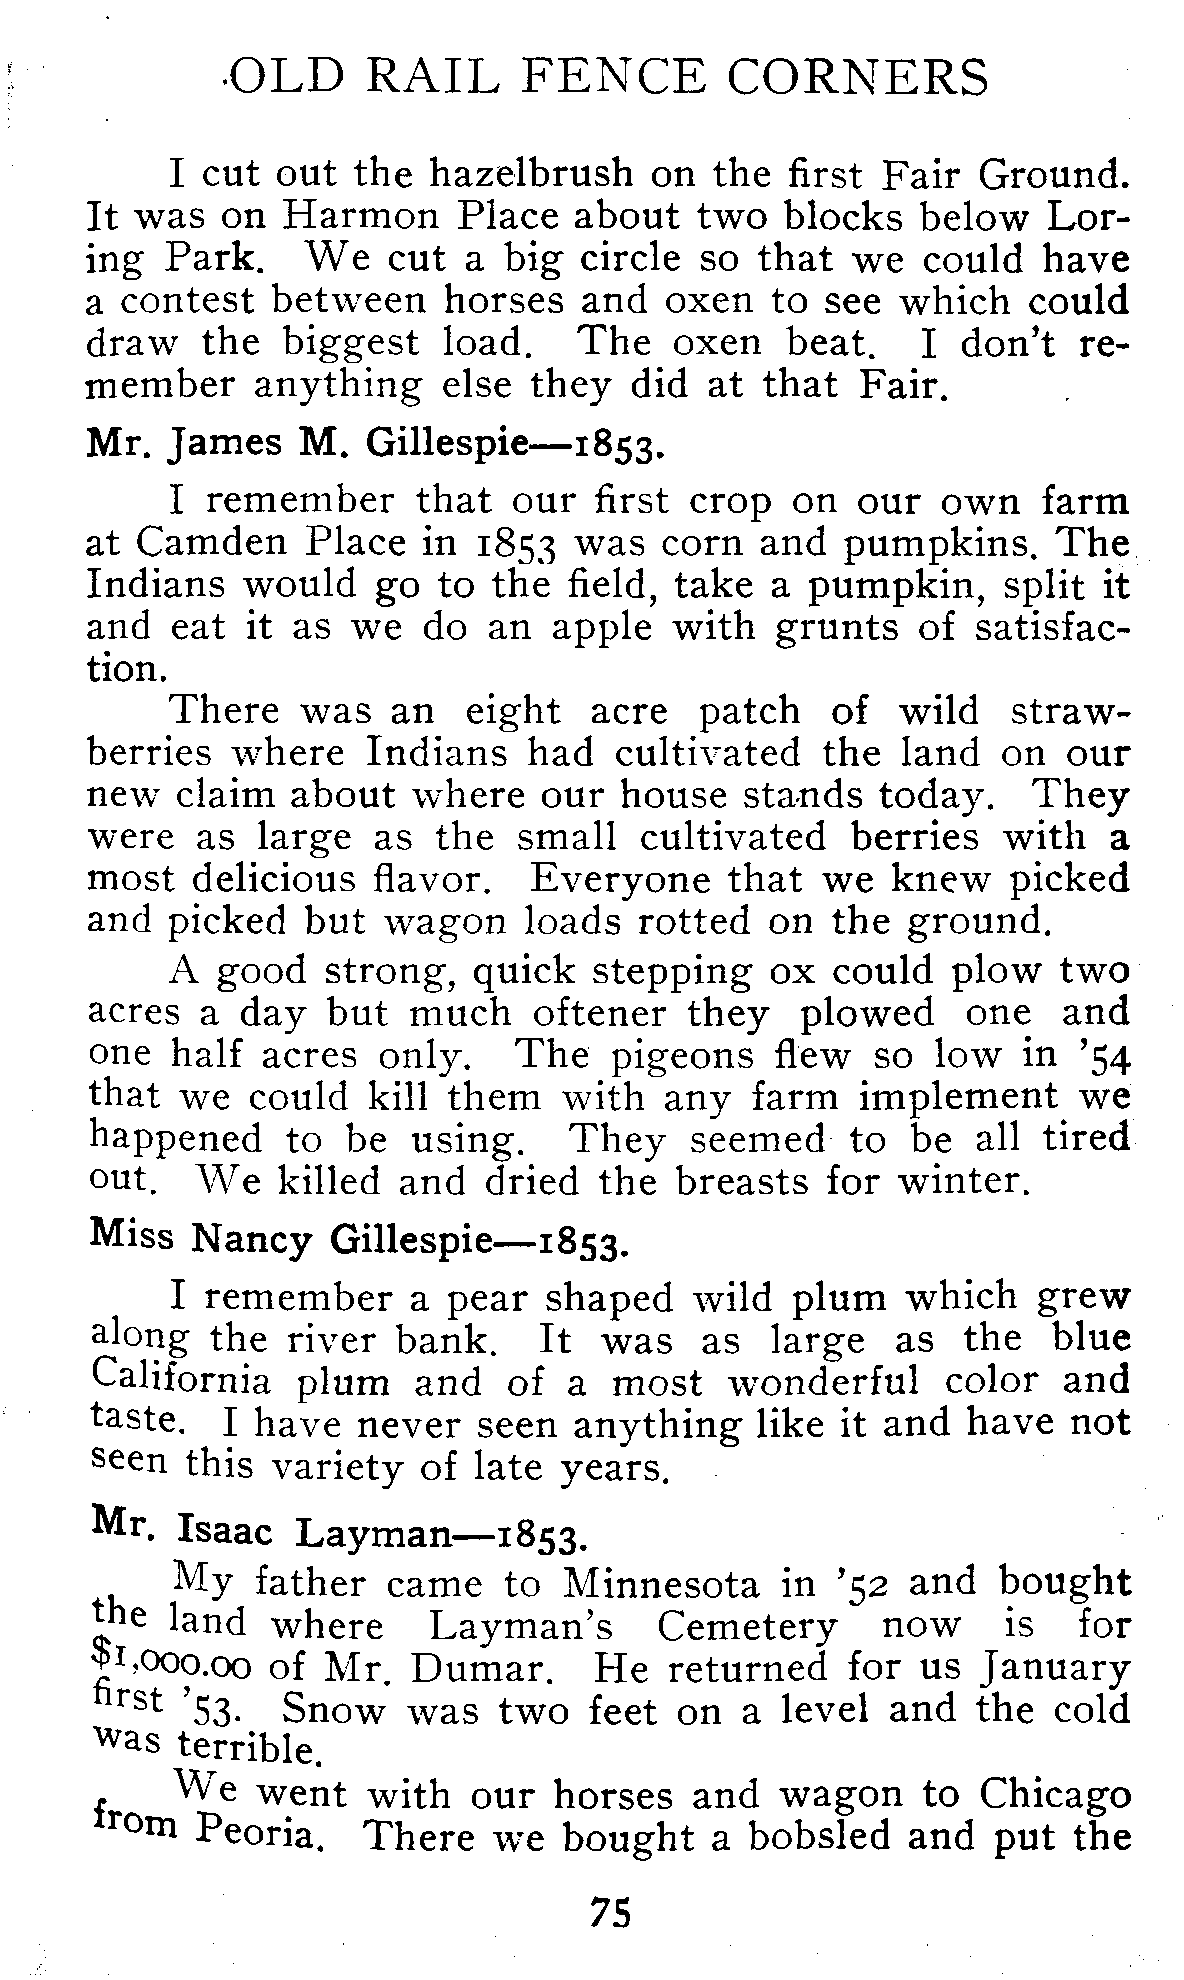 OLD RAIL FENCE CORNERS
I cut out the hazelbrush on the first Fair Ground.
It was on Harmon Place about two blocks below Lor-
ing Park. We cut a big circle so that we could have
a contest between horses and oxen to see which could
draw the biggest load. The oxen beat. I don't re-
member anything else they did at that Fair.
Mr. James M. Gillespie—1853.
I remember that our first crop on our own farm
at Camden Place in 1853 was corn and pumpkins. The
Indians would go to the field, take a pumpkin, split it
and eat it as we do an apple with grunts of satisfac-
tion.
There was an eight acre patch of wild straw-
berries where Indians had cultivated the land on our
new claim about where our house stands today. They
were as large as the small cultivated berries with a
most delicious flavor. Everyone that we knew picked
and picked but wagon loads rotted on the ground.
A good strong, quick stepping ox could plow two
acres a day but much oftener they plowed one and
one half acres only. The pigeons flew so low in '54
that we could kill them with any farm implement we
happened to be using. They seemed to be all tired
out. We killed and dried the breasts for winter.
Miss Nancy Gillespie—1853.
I remember a pear shaped wild plum which grew
along the river bank. It was as large as the blue
California plum and of a most wonderful color and
taste. I have never seen anything like it and have not
seen this variety of late years.
Mr. Isaac Layman—1853.
My father came to Minnesota in '52 and bought
the land where Layman's Cemetery now is for
$1,000.00 of Mr. Dumar. He returned for us January
first '53. Snow was two feet on a level and the cold
was terrible.
We went with our horses and wagon to Chicago
from Peoria. There we bought a bobsled and put the
75